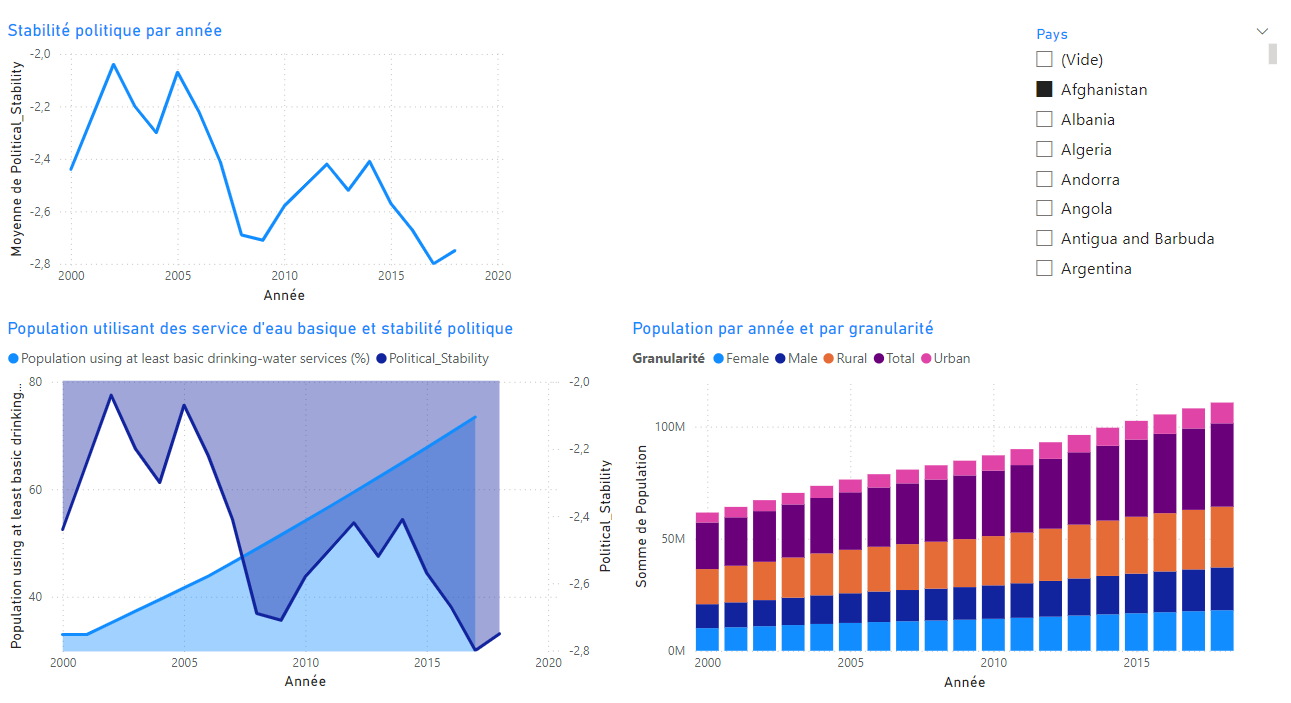 Stabilité politique par année
Moyenne de Political_Stability
-2,0
-2,2
-2,4
-2,6
-2,8
2000 2005 2010 2015 2020
Année
Pays
(Vide)
Afghanistan
Albania
Algeria
Andorra
Angola
Antigua and Barbuda
Argentina
Population utilisant des service d'eau basique et stabilité politique
Population using at least basic drinking-water services (%) Political_Stability
Population using at least basic drinking...
80
60
40
-2,0
-2,2
-2,4
-2,6
-2,8
Political_Stability
2000 2005 2010 2015 2020
Année
Population par année et par granularité
Granularité Female Male Rural Total Urban
Somme de Population
100M
50M
0M
2000 2005 2010 2015
Année